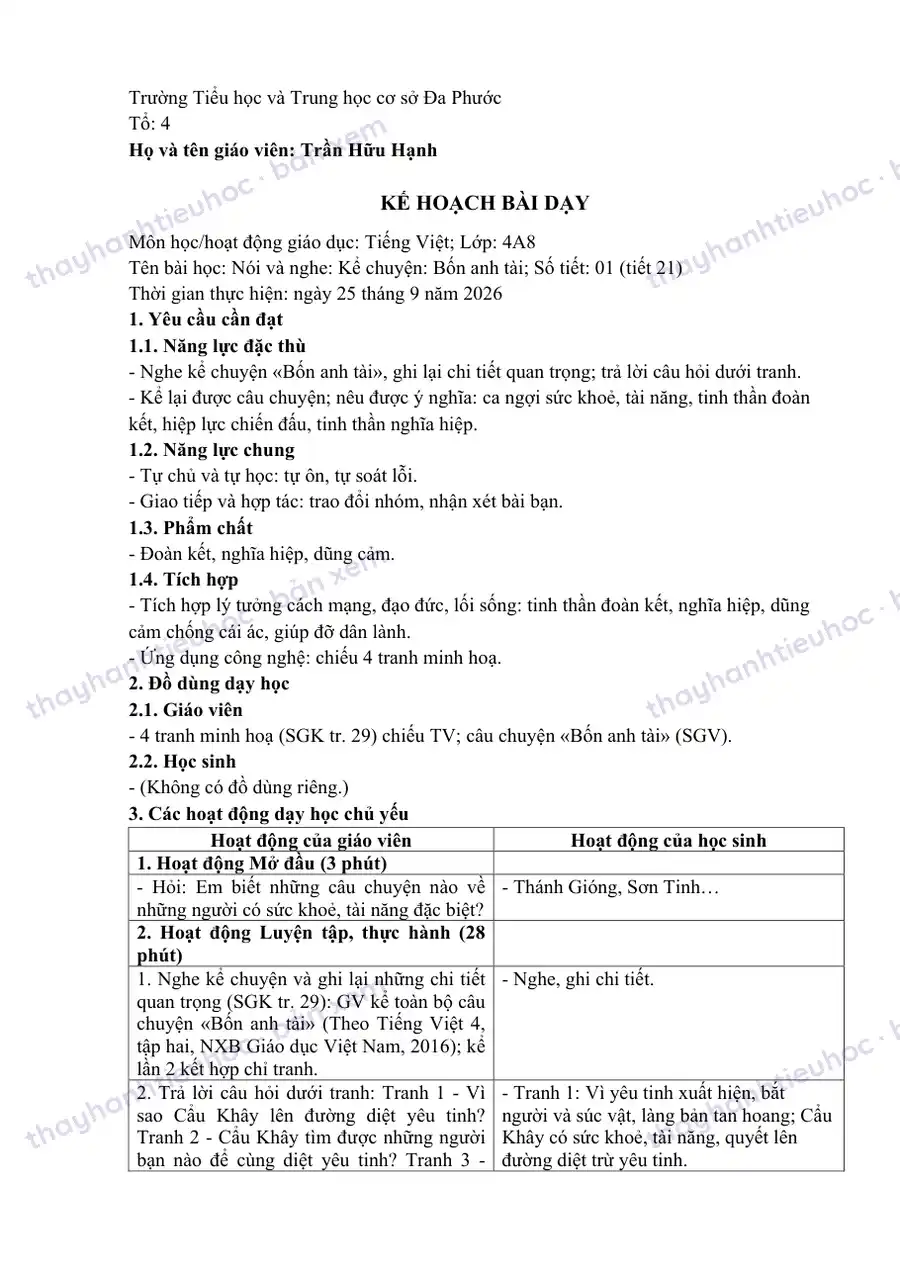 Trường Tiểu học và Trung học cơ sở Đa Phước
Tổ: 4
Họ và tên giáo viên: Trần Hữu Hạnh
KẾ HOẠCH BÀI DẠY
Môn học/hoạt động giáo dục: Tiếng Việt; Lớp: 4A8
Tên bài học: Nói và nghe: Kể chuyện: Bốn anh tài; Số tiết: 01 (tiết 21)
Thời gian thực hiện: ngày 25 tháng 9 năm 2026
1. Yêu cầu cần đạt
1.1. Năng lực đặc thù
- Nghe kể chuyện «Bốn anh tài», ghi lại chi tiết quan trọng; trả lời câu hỏi dưới tranh.
- Kể lại được câu chuyện; nêu được ý nghĩa: ca ngợi sức khoẻ, tài năng, tinh thần đoàn
kết, hiệp lực chiến đấu, tinh thần nghĩa hiệp.
1.2. Năng lực chung
- Tự chủ và tự học: tự ôn, tự soát lỗi.
- Giao tiếp và hợp tác: trao đổi nhóm, nhận xét bài bạn.
1.3. Phẩm chất
- Đoàn kết, nghĩa hiệp, dũng cảm.
1.4. Tích hợp
- Tích hợp lý tưởng cách mạng, đạo đức, lối sống: tinh thần đoàn kết, nghĩa hiệp, dũng
cảm chống cái ác, giúp đỡ dân lành.
- Ứng dụng công nghệ: chiếu 4 tranh minh hoạ.
2. Đồ dùng dạy học
2.1. Giáo viên
- 4 tranh minh hoạ (SGK tr. 29) chiếu TV; câu chuyện «Bốn anh tài» (SGV).
2.2. Học sinh
- (Không có đồ dùng riêng.)
3. Các hoạt động dạy học chủ yếu
Hoạt động của giáo viên
Hoạt động của học sinh
1. Hoạt động Mở đầu (3 phút)
- Hỏi: Em biết những câu chuyện nào về
những người có sức khoẻ, tài năng đặc biệt?
- Thánh Gióng, Sơn Tinh…
2. Hoạt động Luyện tập, thực hành (28
phút)
1. Nghe kể chuyện và ghi lại những chi tiết
quan trọng (SGK tr. 29): GV kể toàn bộ câu
chuyện «Bốn anh tài» (Theo Tiếng Việt 4,
tập hai, NXB Giáo dục Việt Nam, 2016); kể
lần 2 kết hợp chỉ tranh.
- Nghe, ghi chi tiết.
2. Trả lời câu hỏi dưới tranh: Tranh 1 - Vì
sao Cẩu Khây lên đường diệt yêu tinh?
Tranh 2 - Cẩu Khây tìm được những người
bạn nào để cùng diệt yêu tinh? Tranh 3 -
- Tranh 1: Vì yêu tinh xuất hiện, bắt
người và súc vật, làng bản tan hoang; Cẩu
Khây có sức khoẻ, tài năng, quyết lên
đường diệt trừ yêu tinh.
thayhanhtieuhoc · bản xem
thayhanhtieuhoc · b
thayhanhtieuhoc · bản xem
thayhanhtieuhoc · b
thayhanhtieuhoc · bản xem
thayhanhtieuhoc · b